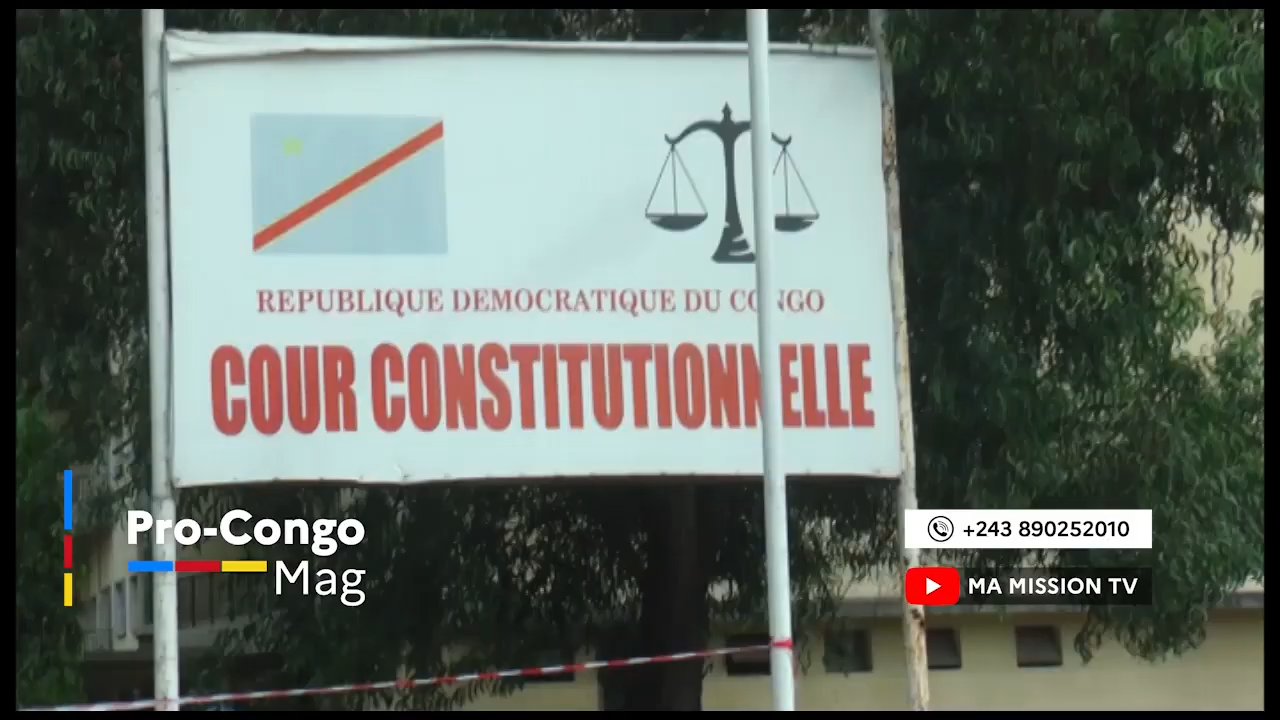 REPUBLIQUE DEMOCRATIQUE DU CONGO
COUR CONSTITUTIONNELLE
Pro-Congo
Mag
+243 890252010
MA MISSION TV